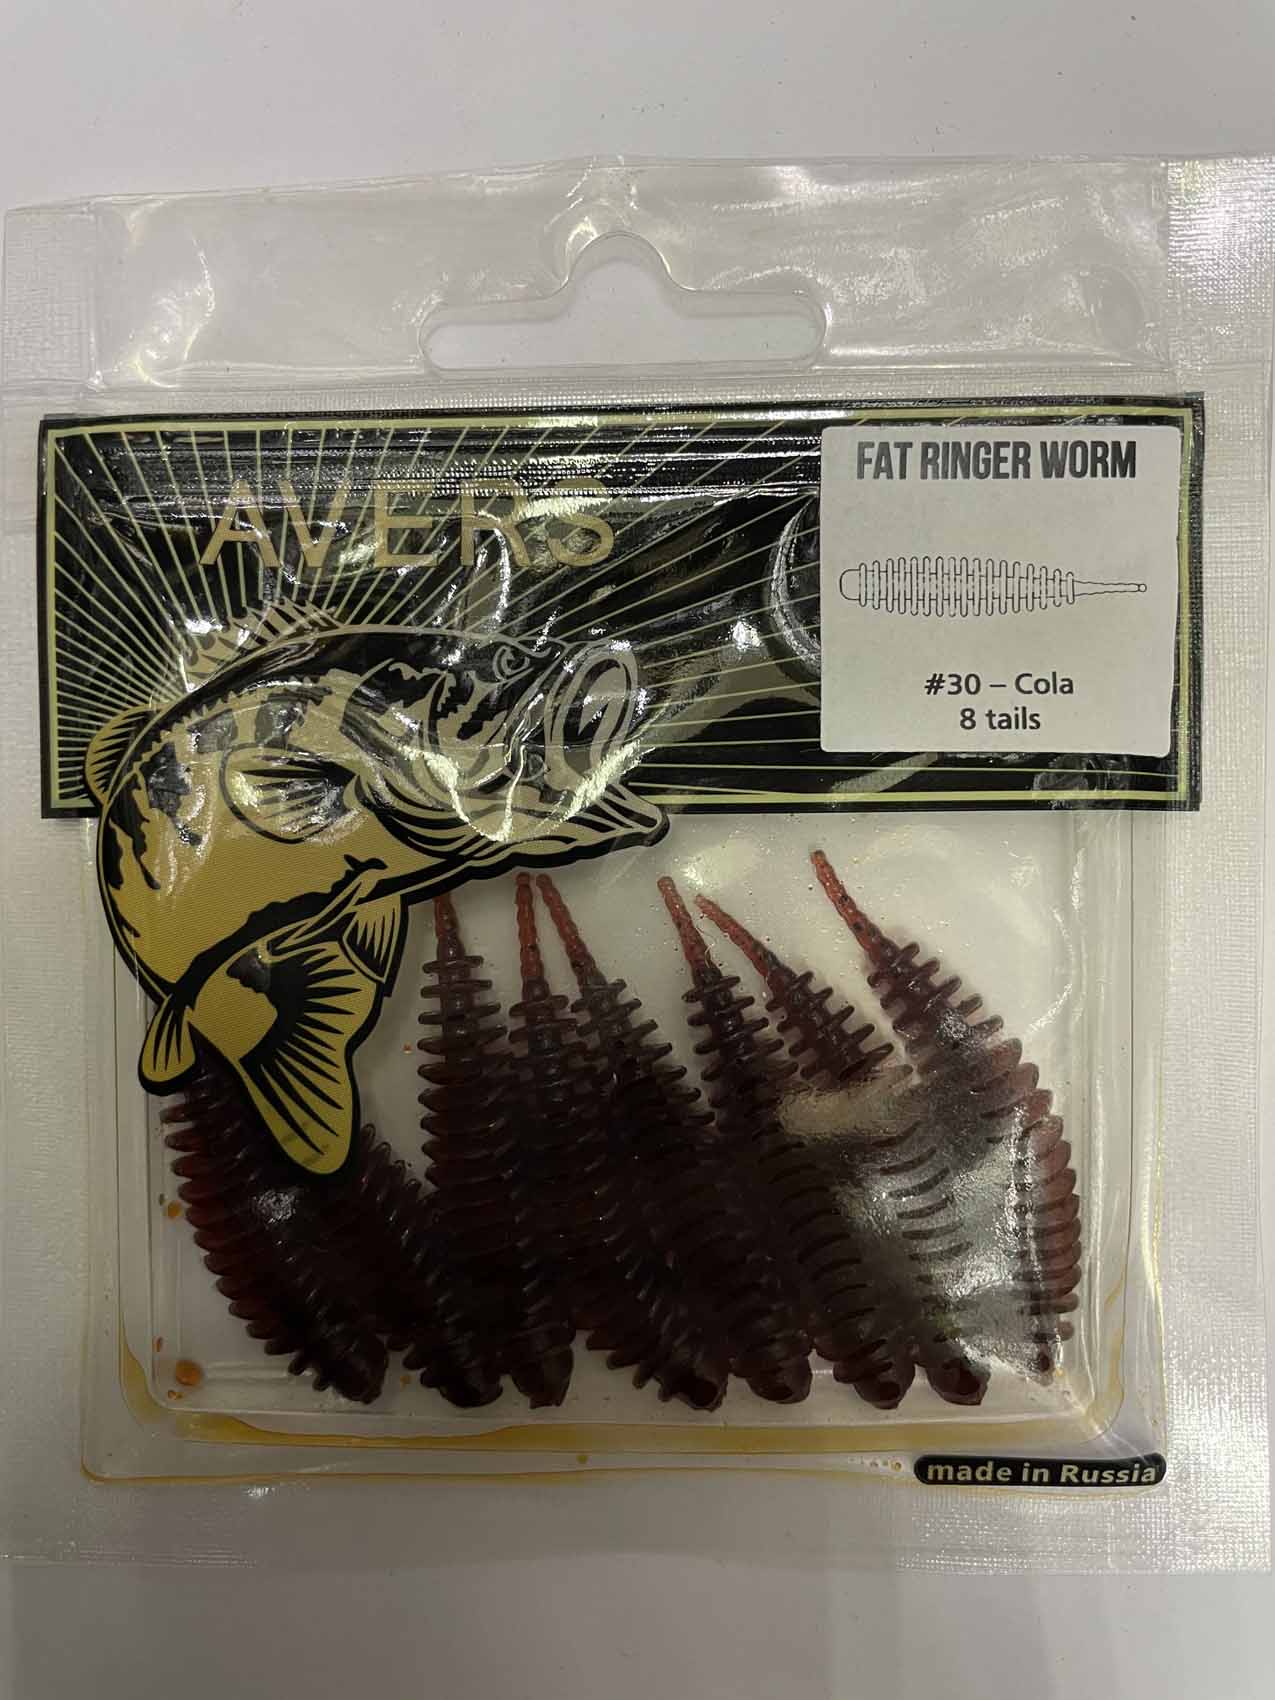 AVERS
FAT RINGER WORM
#30 – Cola
8 tails
made in Russia